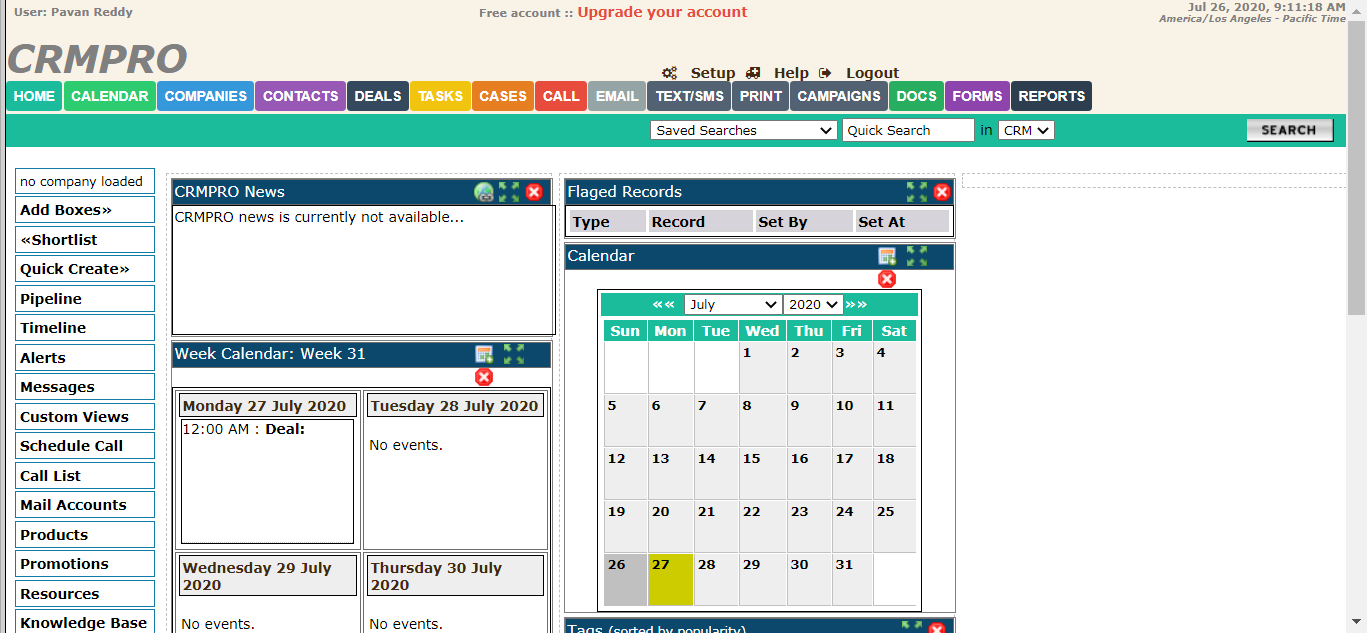 User: Pavan Reddy
Free account :: Upgrade your account
Jul 26, 2020, 9:11:18 AM
America/Los Angeles - Pacific Time
CRMPRO
Setup Help Logout
HOME CALENDAR COMPANIES CONTACTS DEALS TASKS CASES CALL EMAIL TEXT/SMS PRINT CAMPAIGNS DOCS FORMS REPORTS
Saved Searches Quick Search in CRM SEARCH
no company loaded
Add Boxes»
«Shortlist
Quick Create»
Pipeline
Timeline
Alerts
Messages
Custom Views
Schedule Call
Call List
Mail Accounts
Products
Promotions
Resources
Knowledge Base
CRMPRO News
CRMPRO news is currently not available...
Week Calendar: Week 31
Monday 27 July 2020
12:00 AM : Deal:
Tuesday 28 July 2020
No events.
Wednesday 29 July
2020
No events.
Thursday 30 July
2020
No events.
Flaged Records
Type Record Set By Set At
Calendar
«« July 2020 »»
Sun Mon Tue Wed Thu Fri Sat
1 2 3 4
5 6 7 8 9 10 11
12 13 14 15 16 17 18
19 20 21 22 23 24 25
26 27 28 29 30 31
Tags (sorted by popularity)